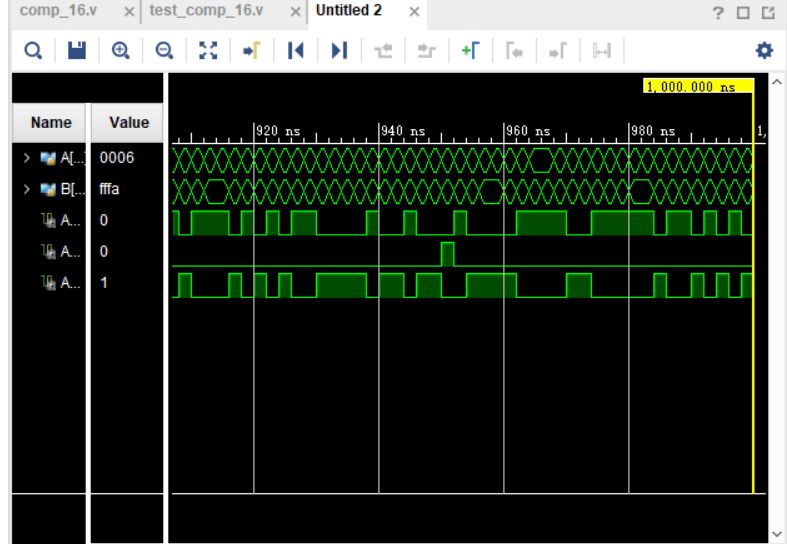 comp_16.v × test_comp_16.v × Untitled 2 × ?
1,000.000 ns
Name Value
920 ns 940 ns 960 ns 980 ns 1,
> A[...] 0006
> B[... fffa
A... 0
A... 0
A... 1